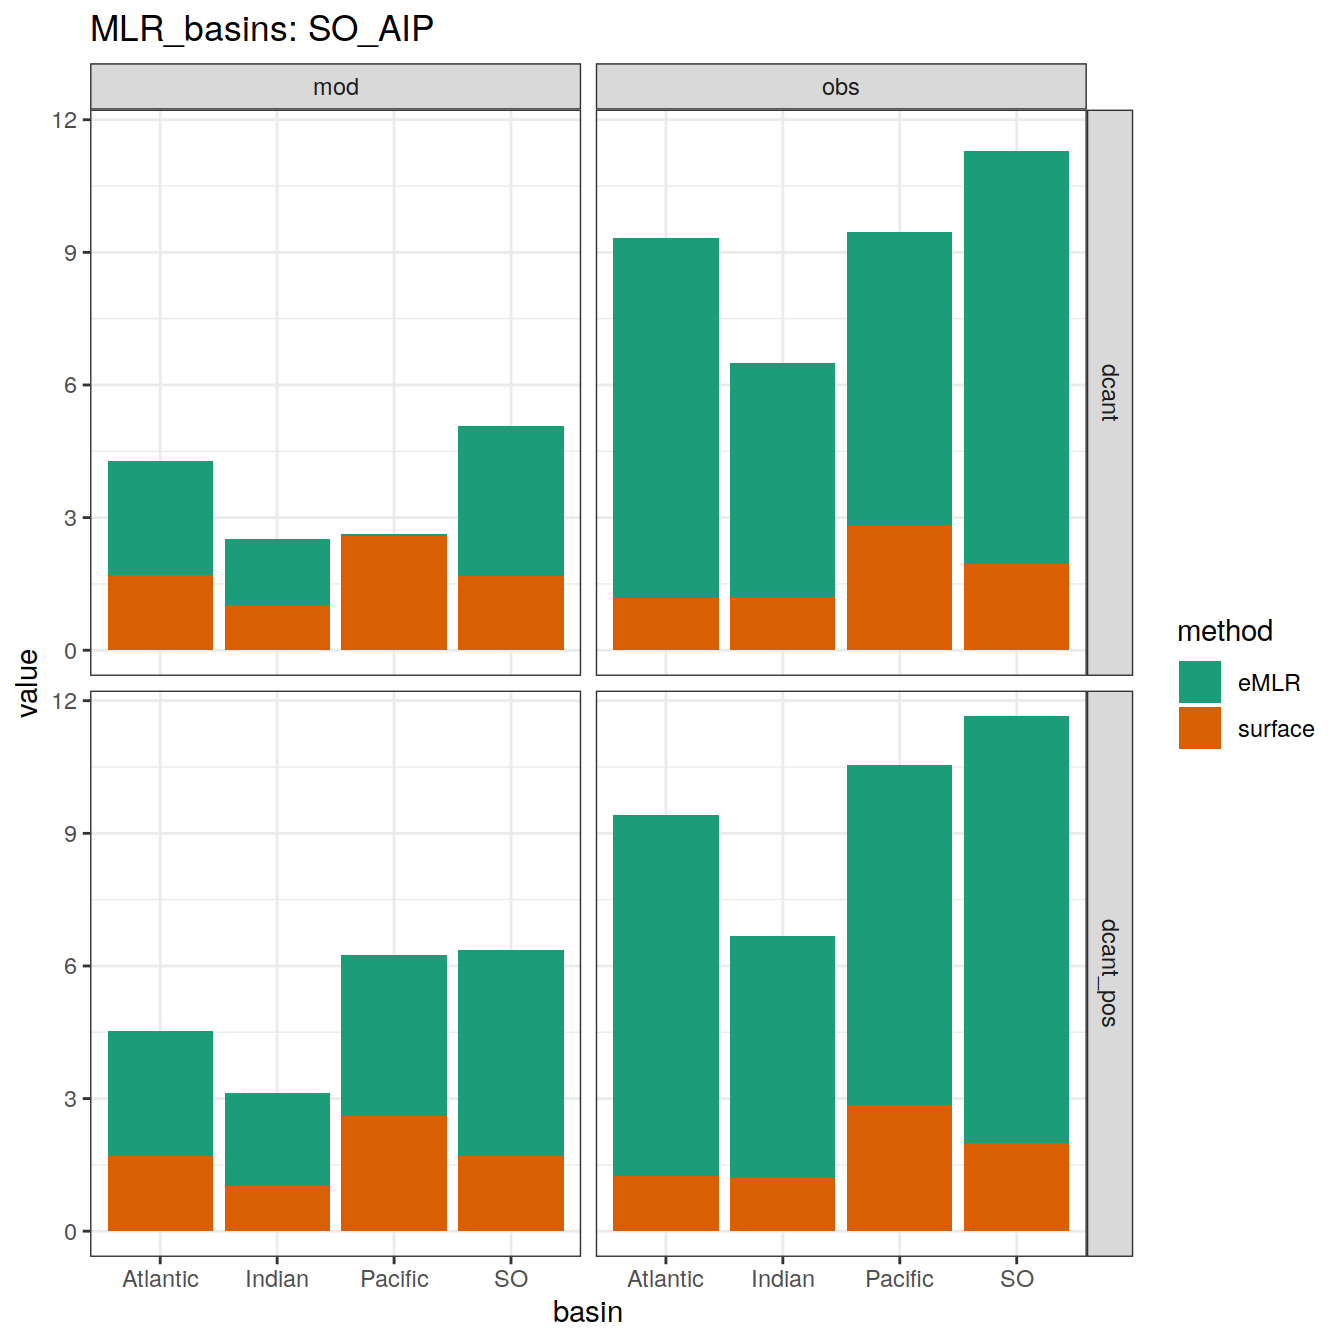 MLR_basins: SO_AIP
mod
obs
12
9
6
3
0
dcant
12
9
6
3
0
dcant_pos
value
Atlantic Indian Pacific SO
Atlantic Indian Pacific SO
basin
method
eMLR
surface